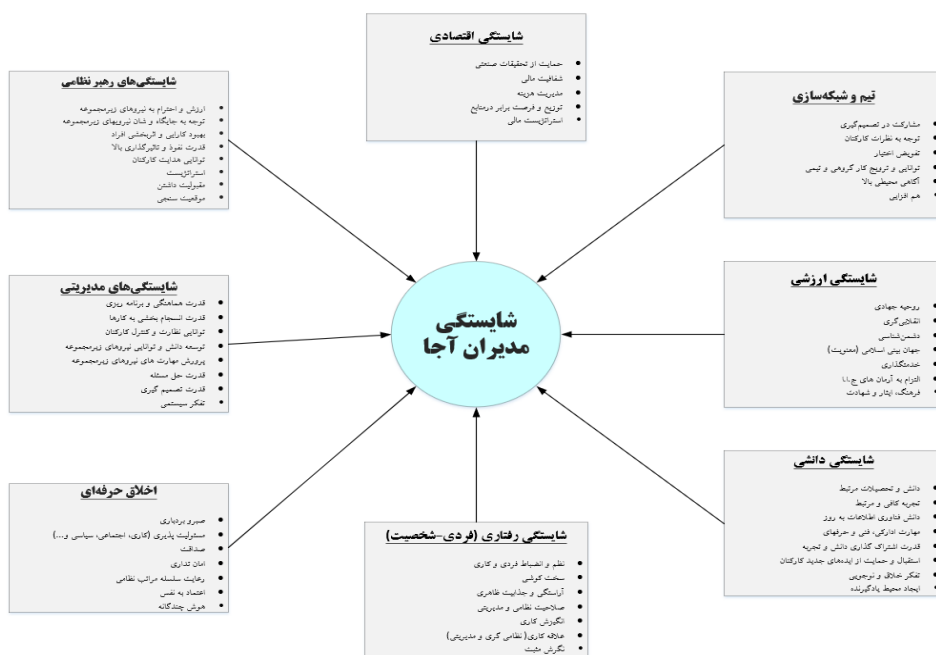 شایستگی اقتصادی
حمایت از تحقیقات صنعتی
شفافیت مالی
مدیریت هزینه
توزیع و فرصت برابر درمنابع
استراتژیست مالی
تیم و شبکه‌سازی
مشارکت در تصمیم‌گیری
توجه به نظرات کارکنان
تفویض اختیار
توانایی و ترویج کار گروهی و تیمی
آگاهی محیطی بالا
هم افزایی
شایستگی‌های رهبر نظامی
ارزش و احترام به نیروهای زیرمجموعه
توجه به جایگاه و شان نیرویهای زیرمجموعه
بهبود کارایی و اثربخشی افراد
قدرت نفوذ و تاثیرگذاری بالا
توانایی هدایت کارکنان
استراتژیست
مقبولیت داشتن
موقعیت سنجی
شایستگی ارزشی
روحیه جهادی
انقلابی‌گری
دشمن‌شناسی
جهان بینی اسلامی (معنویت)
خدمتگذاری
التزام به آرمان های ج.ا.ا
فرهنگ، ایثار و شهادت
شایستگی
مدیران آجا
شایستگی‌های مدیریتی
قدرت هماهنگی و برنامه ریزی
قدرت انسجام بخشی به کارها
توانایی نظارت و کنترل کارکنان
توسعه دانش و توانایی نیروهای زیرمجموعه
پرورش مهارت های نیروهای زیرمجموعه
قدرت حل مسئله
قدرت تصمیم گیری
تفکر سیستمی
شایستگی دانشی
دانش و تحصیلات مرتبط
تجربه کافی و مرتبط
دانش فناوری اطلاعات به روز
مهارت ادارکی، فنی و حرفهای
قدرت اشتراک گذاری دانش و تجربه
استقبال و حمایت از ایده‌های جدید کارکنان
تفکر خلاق و نوجویی
ایجاد محیط یادگیرنده
اخلاق حرفه‌ای
صبرو بردباری
مسئولیت پذیری (کاری، اجتماعی، سیاسی و...)
صداقت
امان تداری
رعایت سلسله مراتب نظامی
اعتماد به نفس
هوش چندگانه
شایستگی رفتاری (فردی-شخصیت)
نظم و انضباط فردی و کاری
سخت کوشی
آراستگی و جذابیت ظاهری
صلاحیت نظامی و مدیریتی
انگیزش کاری
علاقه کاری( نظامی گری و مدیریتی)
نگرش مثبت